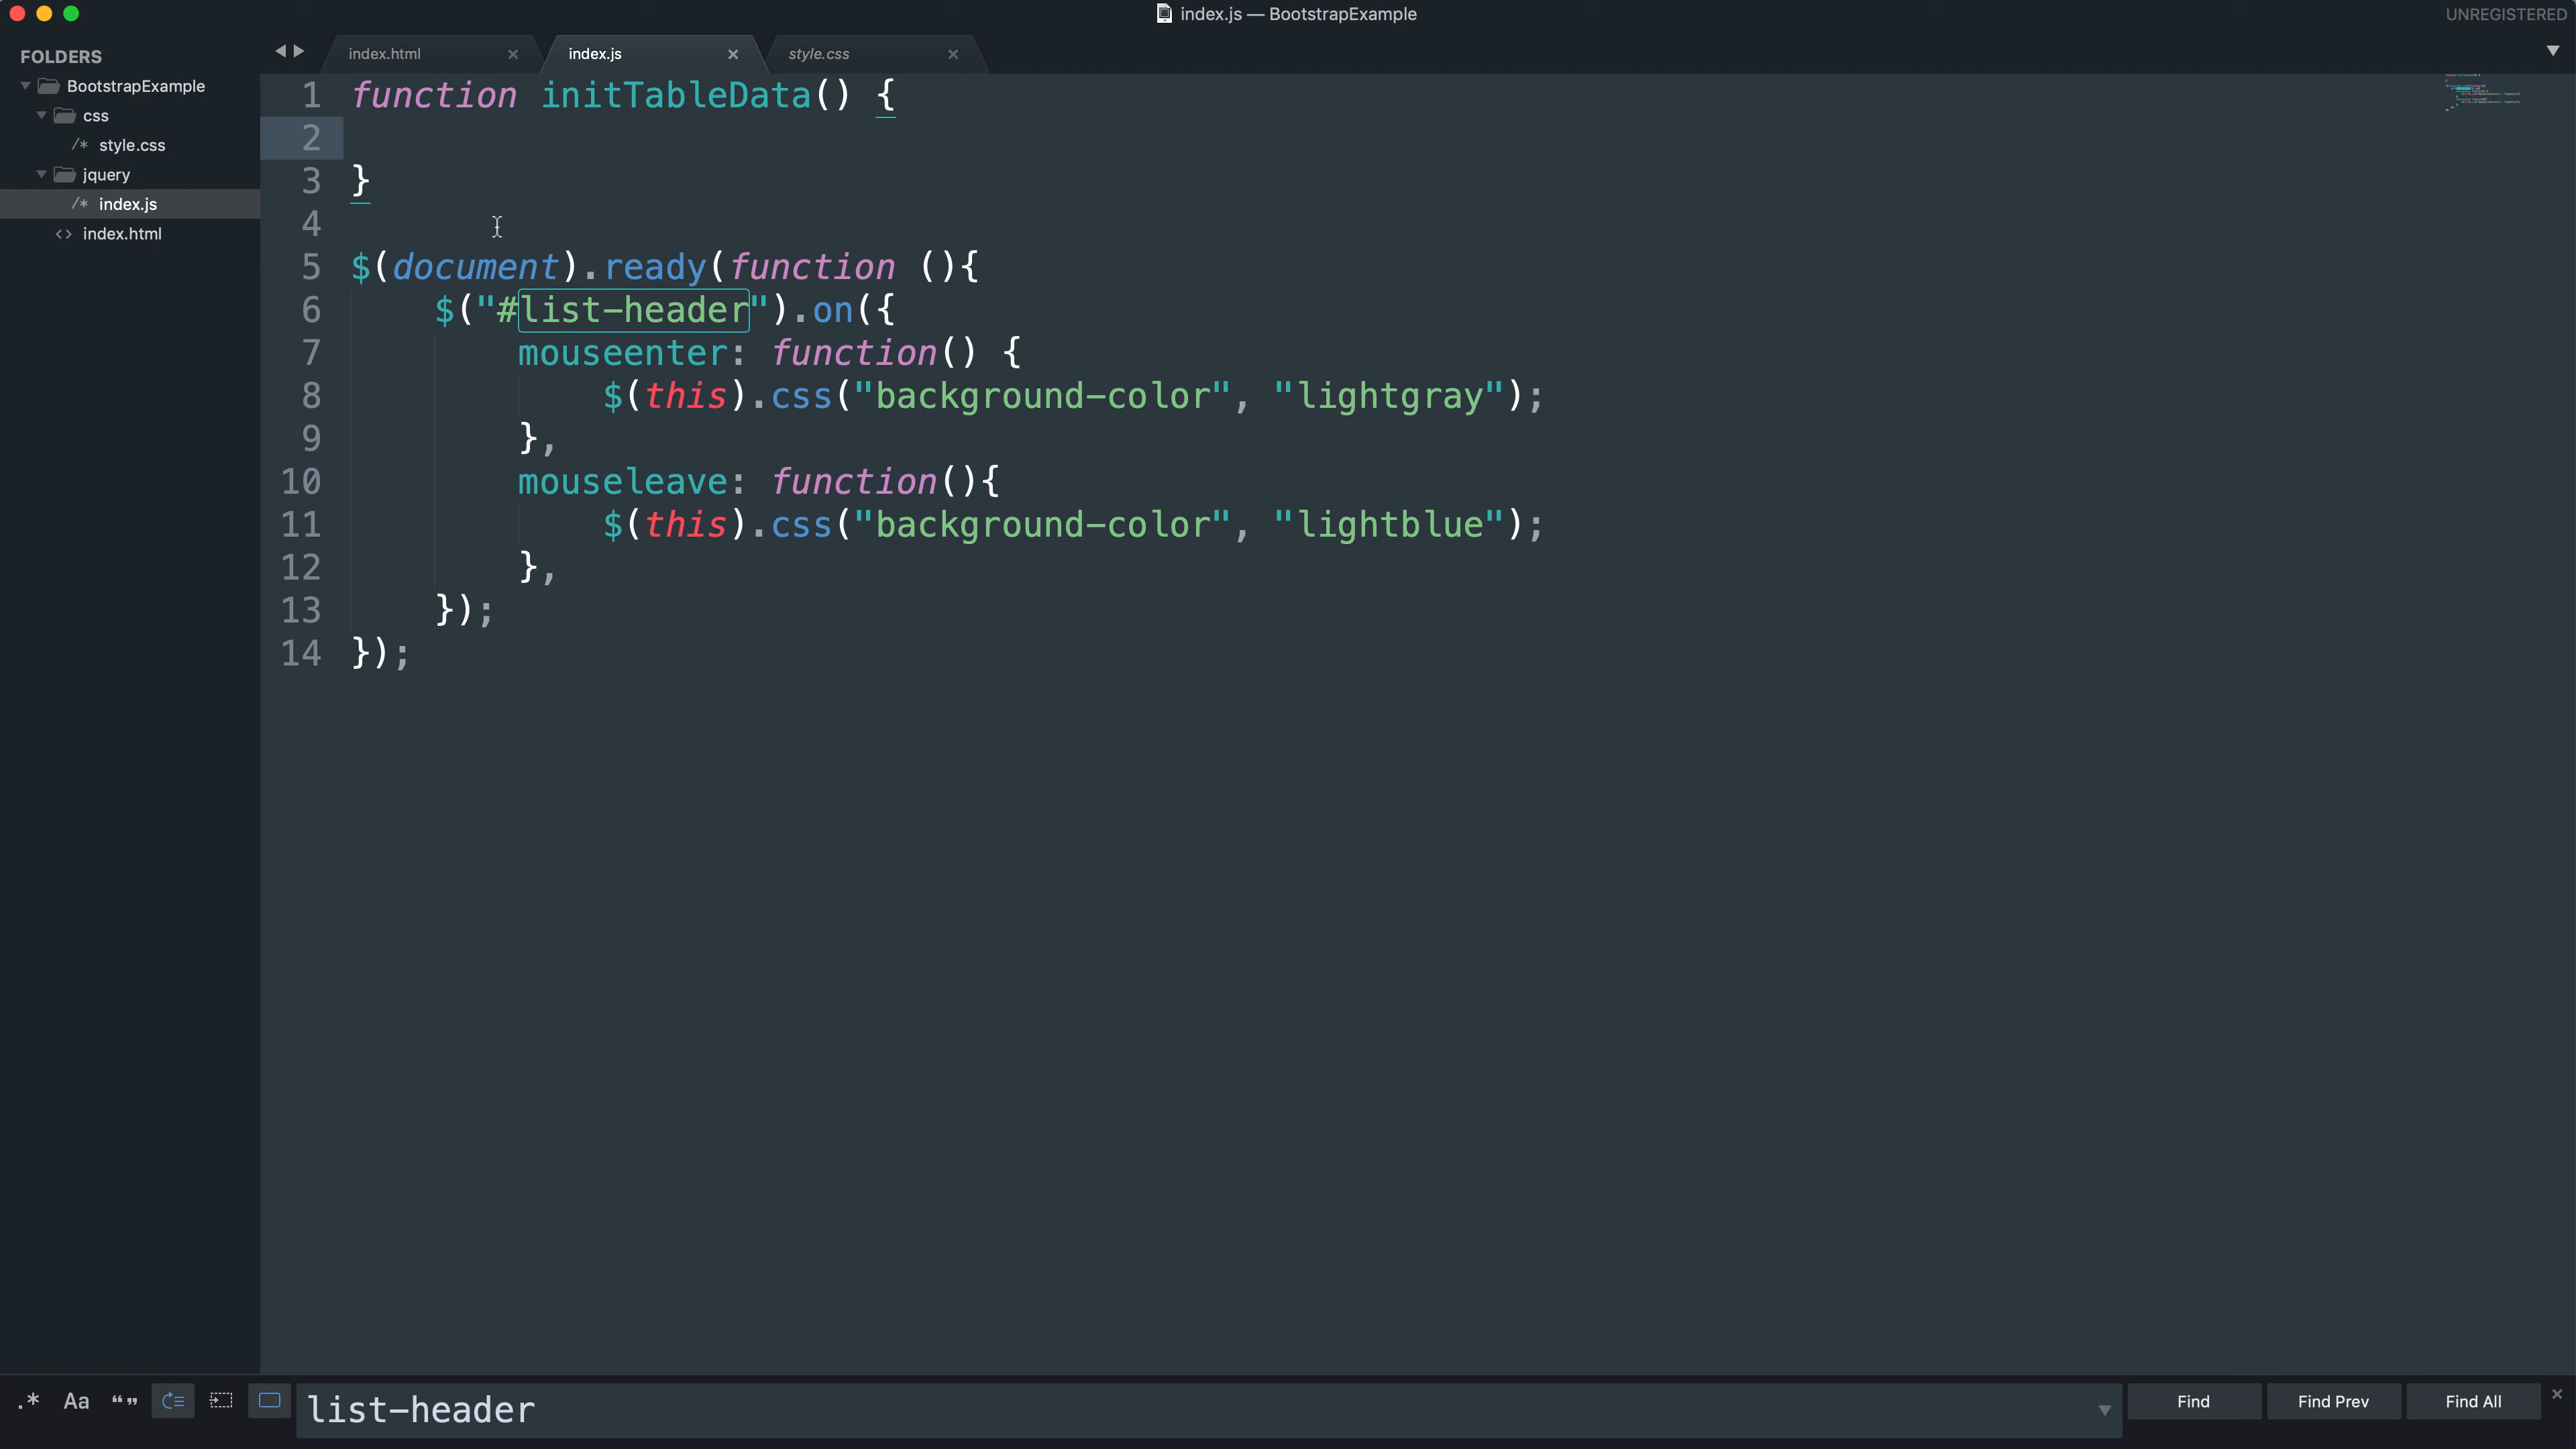 index.js — BootstrapExample
UNREGISTERED
FOLDERS
BootstrapExample
css
/* style.css
jquery
/* index.js
<> index.html
index.html ×
index.js ×
style.css ×
1 function initTableData() {
2
3 }
4
5 $(document).ready(function (){
6 $("#list-header").on({
7 mouseenter: function() {
8 $(this).css("background-color", "lightgray");
9 },
10 mouseleave: function(){
11 $(this).css("background-color", "lightblue");
12 },
13 });
14 });
.* Aa “” list-header Find Find Prev Find All ×